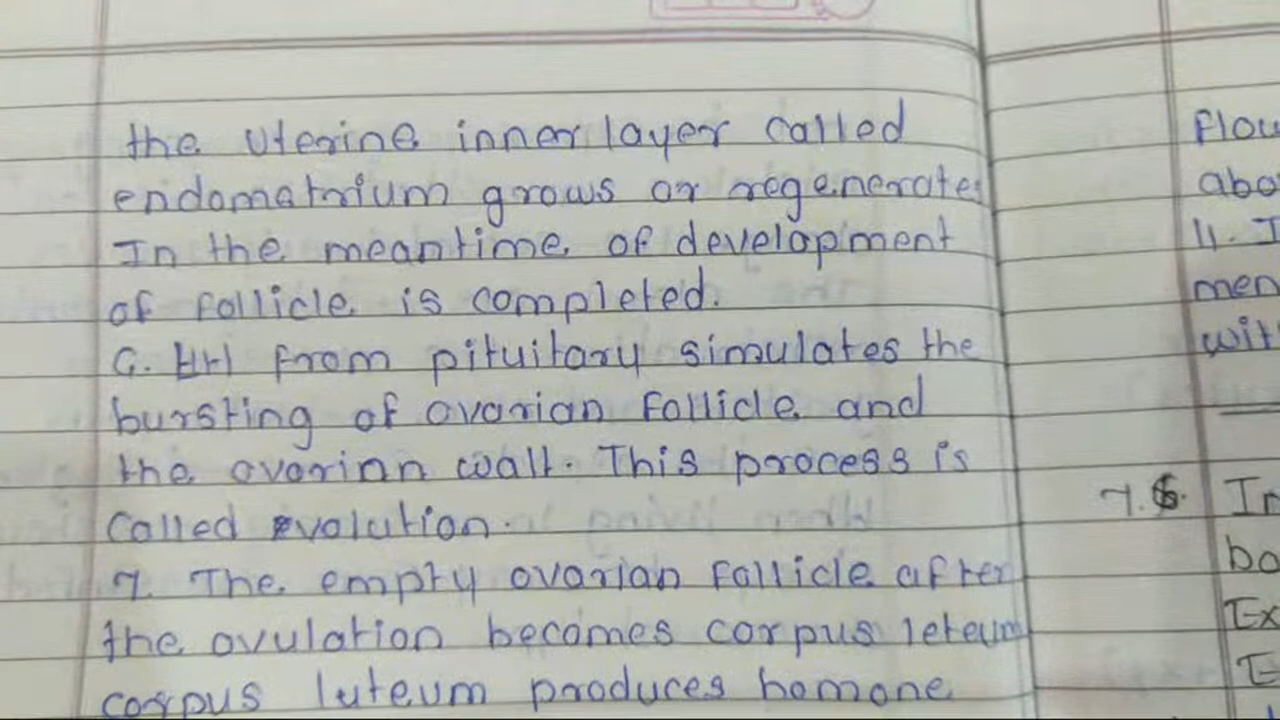 the Uterine inner layer called
endomatrium grows or regenerates
In the meantime of development
of follicle is completed.
6. LH from pituitary simulates the
bursting of ovarian follicle and
the ovarian wall. This process is
called evolution.
7. The empty ovarian follicle after
the ovulation becomes corpus leteum
corpus luteum produces homone
Flou
abo
11. I
men
wit
7. 6. In
bo
Ex
E